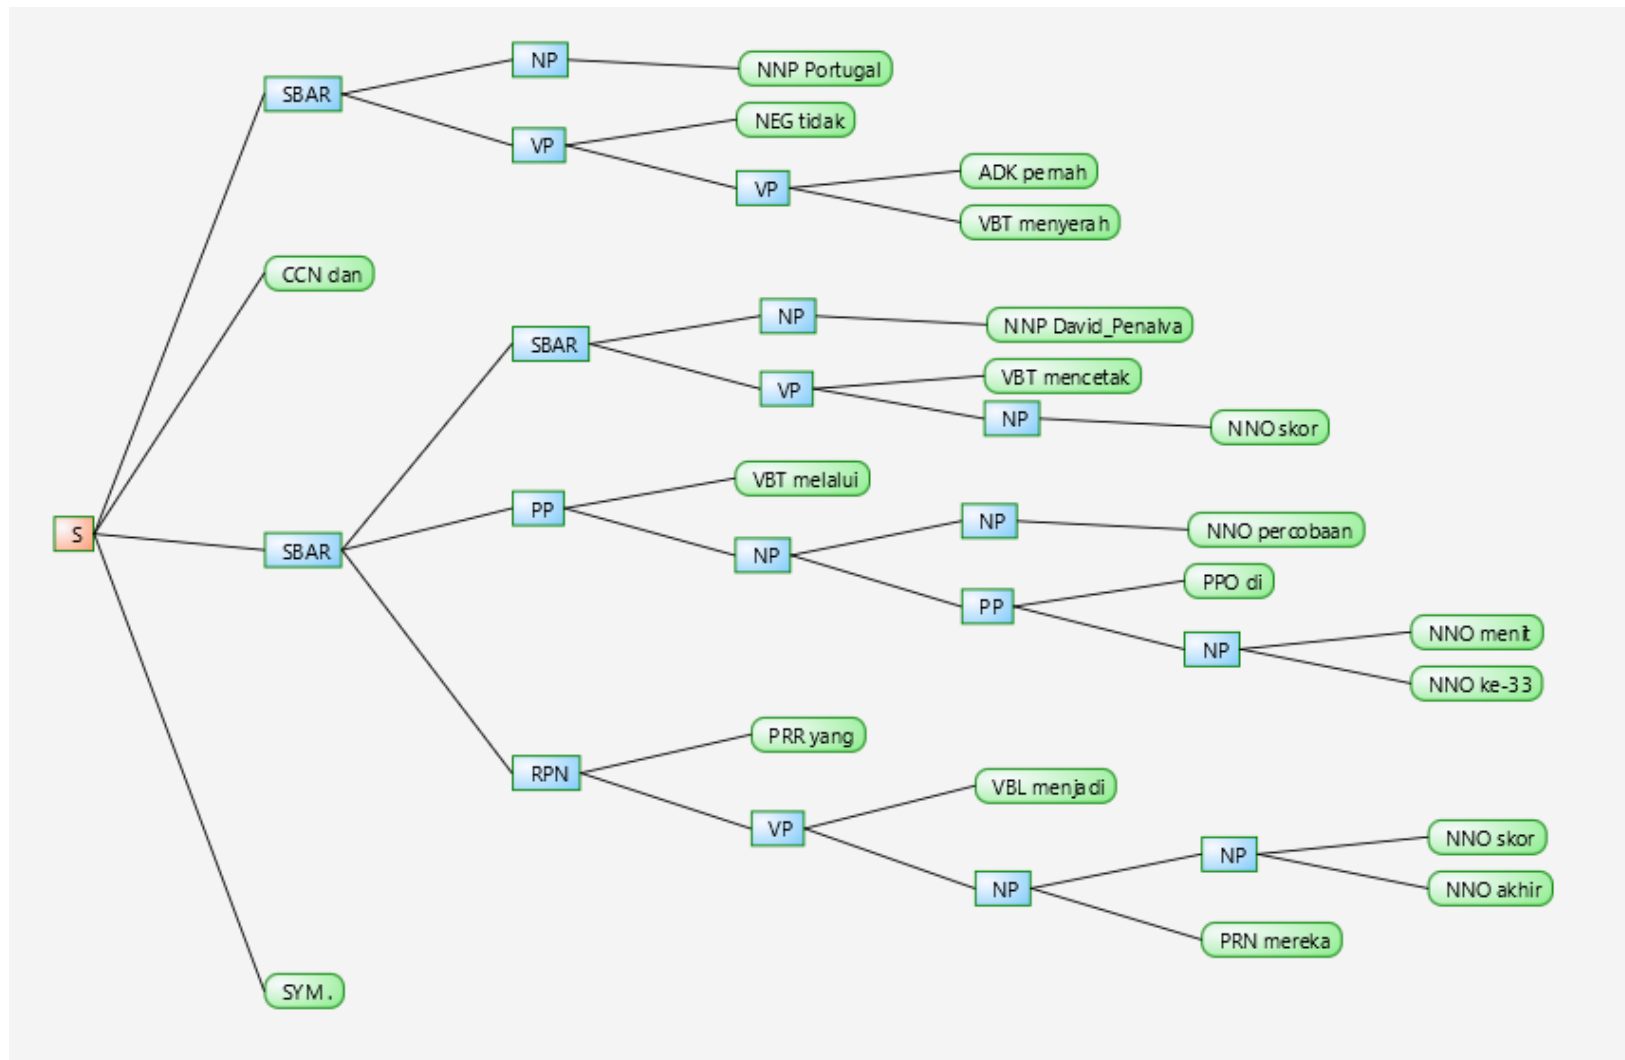 NP
NNP Portugal
SBAR
NEG tidak
VP
ADK pernah
VP
VBT menyerah
CCN dan
NP
NNP David_Penalva
SBAR
VBT mencetak
VP
NP
NNO skor
VBT melalui
PP
NP
NNO percobaan
S
SBAR
NP
PPO di
PP
NNO menit
NP
NNO ke-33
PRR yang
RPN
VBL menjadi
VP
NNO skor
NP
NP
NNO akhir
PRN mereka
SYM .